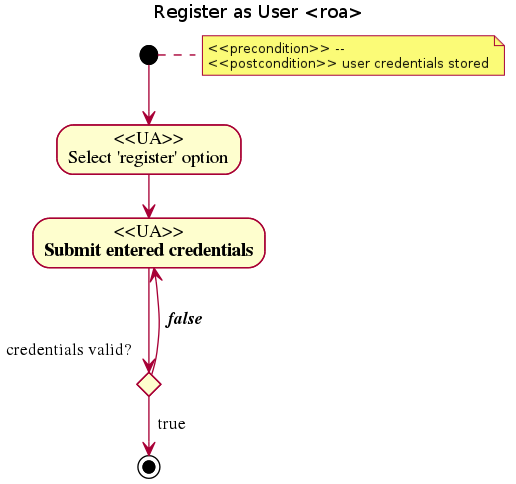 Register as User <roa>
<<precondition>> --
<<postcondition>> user credentials stored
<<UA>>
Select 'register' option
<<UA>>
Submit entered credentials
false
credentials valid?
true